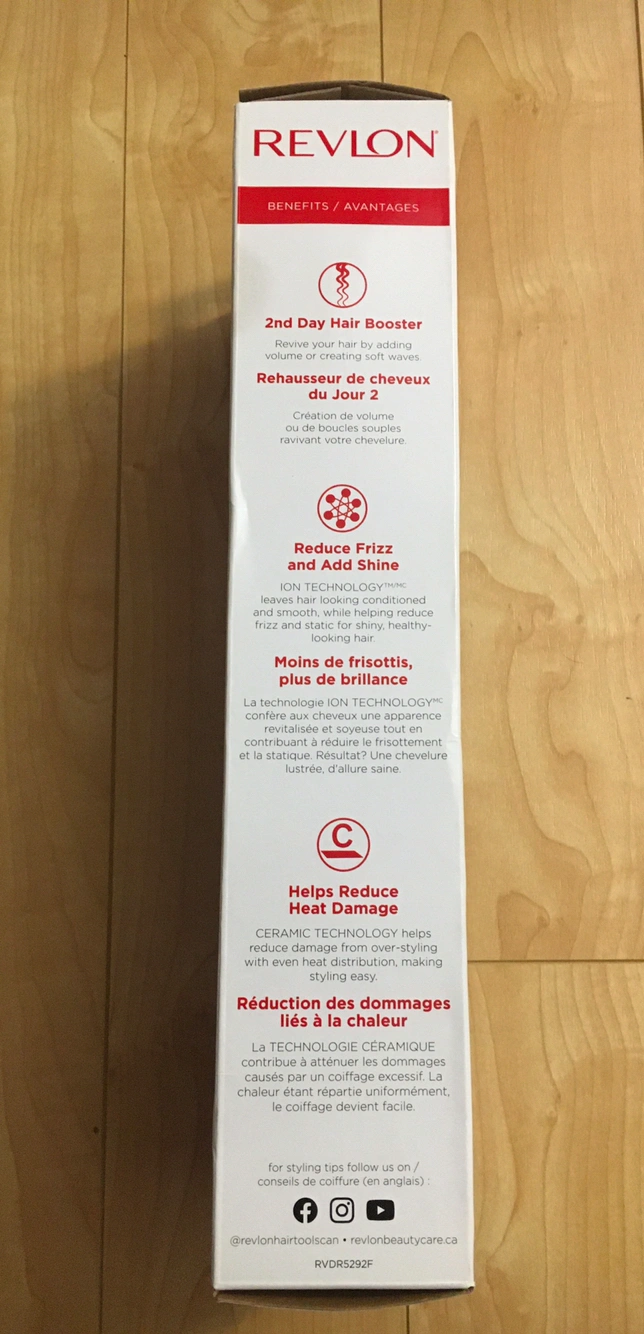 REVLON®
BENEFITS / AVANTAGES
2nd Day Hair Booster
Revive your hair by adding
volume or creating soft waves.
Rehausseur de cheveux
du Jour 2
Création de volume
ou de boucles souples
ravivant votre chevelure.
Reduce Frizz
and Add Shine
ION TECHNOLOGY™/MC
leaves hair looking conditioned
and smooth, while helping reduce
frizz and static for shiny, healthy-
looking hair.
Moins de frisottis,
plus de brillance
La technologie ION TECHNOLOGYMC
confère aux cheveux une apparence
revitalisée et soyeuse tout en
contribuant à réduire le frisottement
et la statique. Résultat? Une chevelure
lustrée, d'allure saine.
C
Helps Reduce
Heat Damage
CERAMIC TECHNOLOGY helps
reduce damage from over-styling
with even heat distribution, making
styling easy.
Réduction des dommages
liés à la chaleur
La TECHNOLOGIE CÉRAMIQUE
contribue à atténuer les dommages
causés par un coiffage excessif. La
chaleur étant répartie uniformément,
le coiffage devient facile.
for styling tips follow us on /
conseils de coiffure (en anglais) :
@revlonhairtoolscan • revlonbeautycare.ca
RVDR5292F